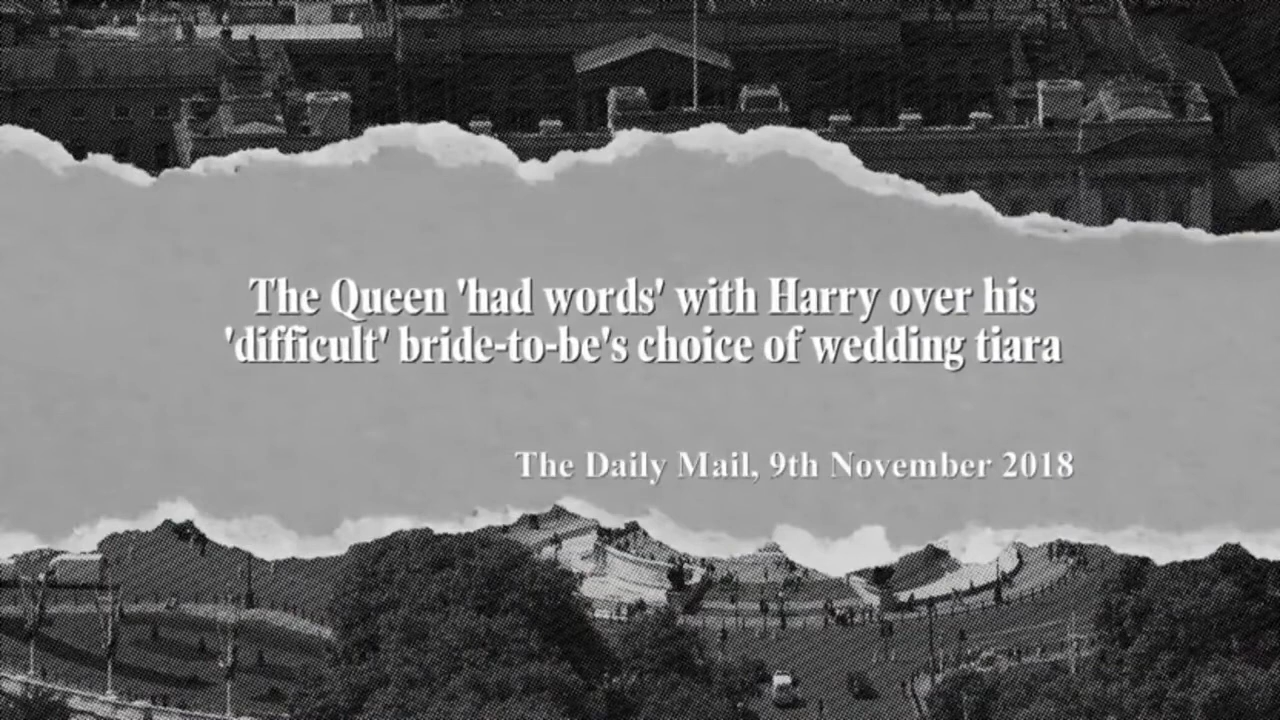 The Queen 'had words' with Harry over his
'difficult' bride-to-be's choice of wedding tiara
The Daily Mail, 9th November 2018